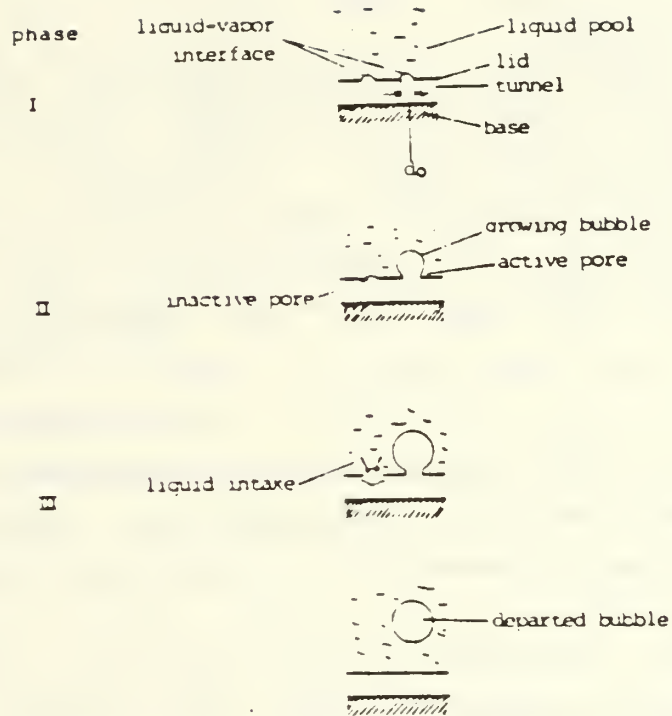 phase
liquid-vapor
interface
liquid pool
lid
tunnel
I
base
do
growing bubble
active pore
inactive pore
II
liquid intake
III
departed bubble